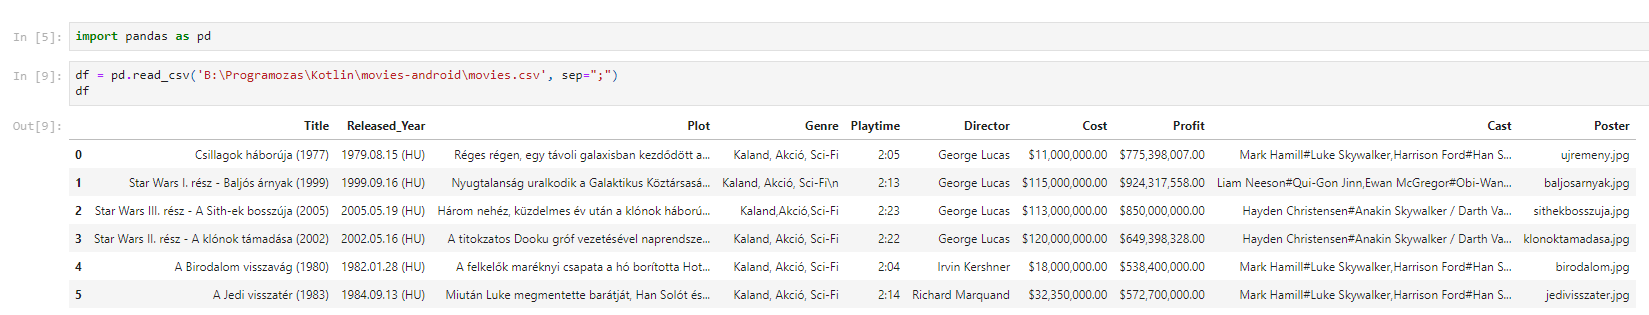 In [5]: import pandas as pd
In [9]: df = pd.read_csv('B:\Programozas\Kotlin\movies-android\movies.csv', sep=";")
df
Out[9]: Title Released_Year Plot Genre Playtime Director Cost Profit Cast Poster
0 Csillagok háborúja (1977) 1979.08.15 (HU) Réges régen, egy távoli galaxisban kezdődött a... Kaland, Akció, Sci-Fi 2:05 George Lucas $11,000,000.00 $775,398,007.00 Mark Hamill#Luke Skywalker,Harrison Ford#Han S... ujremeny.jpg
1 Star Wars I. rész - Baljós árnyak (1999) 1999.09.16 (HU) Nyugtalanság uralkodik a Galaktikus Köztársasá... Kaland, Akció, Sci-Fi\n 2:13 George Lucas $115,000,000.00 $924,317,558.00 Liam Neeson#Qui-Gon Jinn,Ewan McGregor#Obi-Wan... baljosarnyak.jpg
2 Star Wars III. rész - A Sith-ek bosszúja (2005) 2005.05.19 (HU) Három nehéz, küzdelmes év után a klónok háború... Kaland,Akció,Sci-Fi 2:23 George Lucas $113,000,000.00 $850,000,000.00 Hayden Christensen#Anakin Skywalker / Darth Va... sithekbosszuja.jpg
3 Star Wars II. rész - A klónok támadása (2002) 2002.05.16 (HU) A titokzatos Dooku gróf vezetésével naprendsze... Kaland, Akció, Sci-Fi 2:22 George Lucas $120,000,000.00 $649,398,328.00 Hayden Christensen#Anakin Skywalker / Darth Va... klonoktamadasa.jpg
4 A Birodalom visszavág (1980) 1982.01.28 (HU) A felkelők maréknyi csapata a hó borította Hot... Kaland, Akció, Sci-Fi 2:04 Irvin Kershner $18,000,000.00 $538,400,000.00 Mark Hamill#Luke Skywalker,Harrison Ford#Han S... birodalom.jpg
5 A Jedi visszatér (1983) 1984.09.13 (HU) Miután Luke megmentette barátját, Han Solót és... Kaland, Akció, Sci-Fi 2:14 Richard Marquand $32,350,000.00 $572,700,000.00 Mark Hamill#Luke Skywalker,Harrison Ford#Han S... jedivisszater.jpg